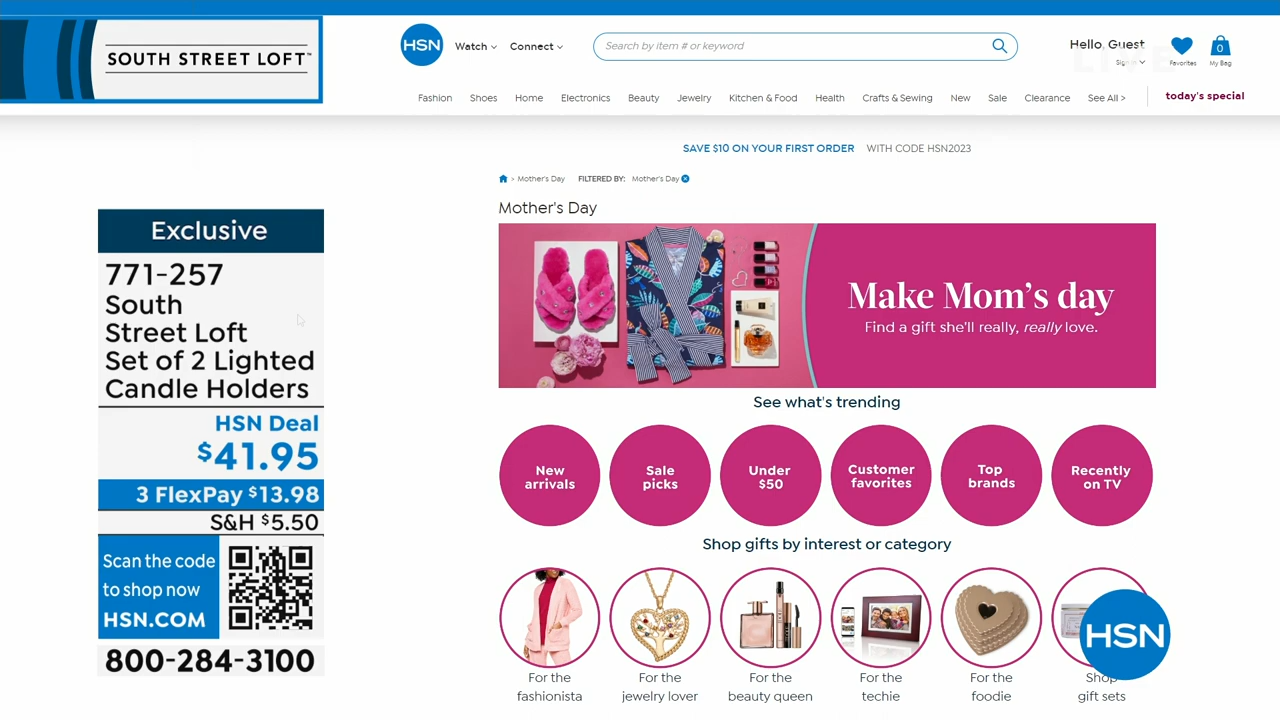 SOUTH STREET LOFT™
HSN
Watch
Connect
Search by item # or keyword
Hello, Guest
Sign In
Favorites
0
My Bag
LIVE
Fashion Shoes Home Electronics Beauty Jewelry Kitchen & Food Health Crafts & Sewing New Sale Clearance See All > today's special
SAVE $10 ON YOUR FIRST ORDER WITH CODE HSN2023
> Mother's Day FILTERED BY: Mother's Day
Mother's Day
Make Mom's day
Find a gift she'll really, really love.
See what's trending
New
arrivals
Sale
picks
Under
$50
Customer
favorites
Top
brands
Recently
on TV
Shop gifts by interest or category
For the
fashionista
For the
jewelry lover
For the
beauty queen
For the
techie
For the
foodie
Shop
gift sets
HSN
Exclusive
771-257
South
Street Loft
Set of 2 Lighted
Candle Holders
HSN Deal
$41.95
3 FlexPay $13.98
S&H $5.50
Scan the code
to shop now
HSN.COM
800-284-3100